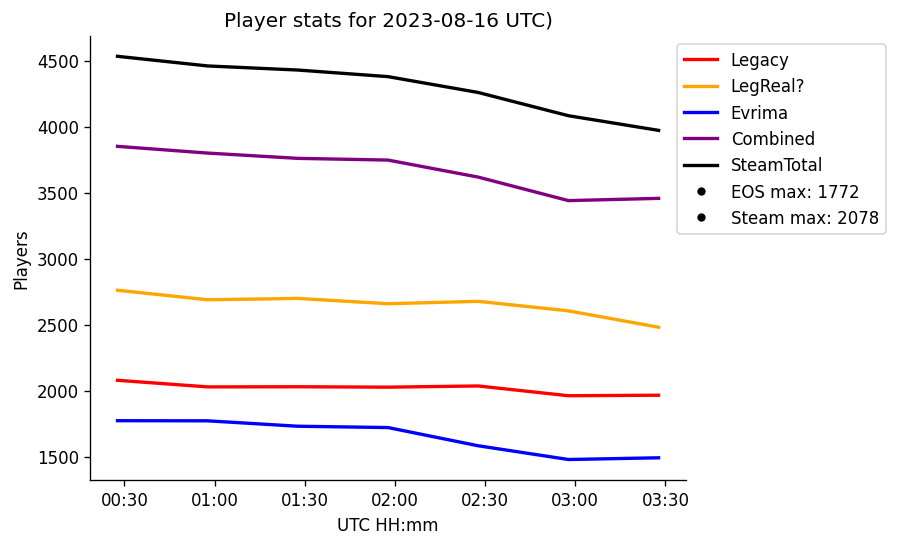 Player stats for 2023-08-16 UTC)
4500
4000
3500
3000
2500
2000
1500
Players
00:30 01:00 01:30 02:00 02:30 03:00 03:30
UTC HH:mm
Legacy
LegReal?
Evrima
Combined
SteamTotal
EOS max: 1772
Steam max: 2078